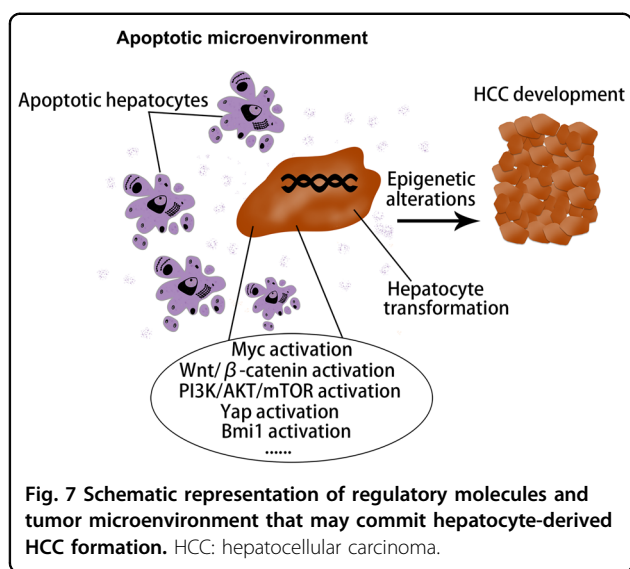 Apoptotic microenvironment
Apoptotic hepatocytes
HCC development
Epigenetic
alterations
Hepatocyte
transformation
Myc activation
Wnt/β-catenin activation
PI3K/AKT/mTOR activation
Yap activation
Bmi1 activation
......
Fig. 7 Schematic representation of regulatory molecules and
tumor microenvironment that may commit hepatocyte-derived
HCC formation. HCC: hepatocellular carcinoma.